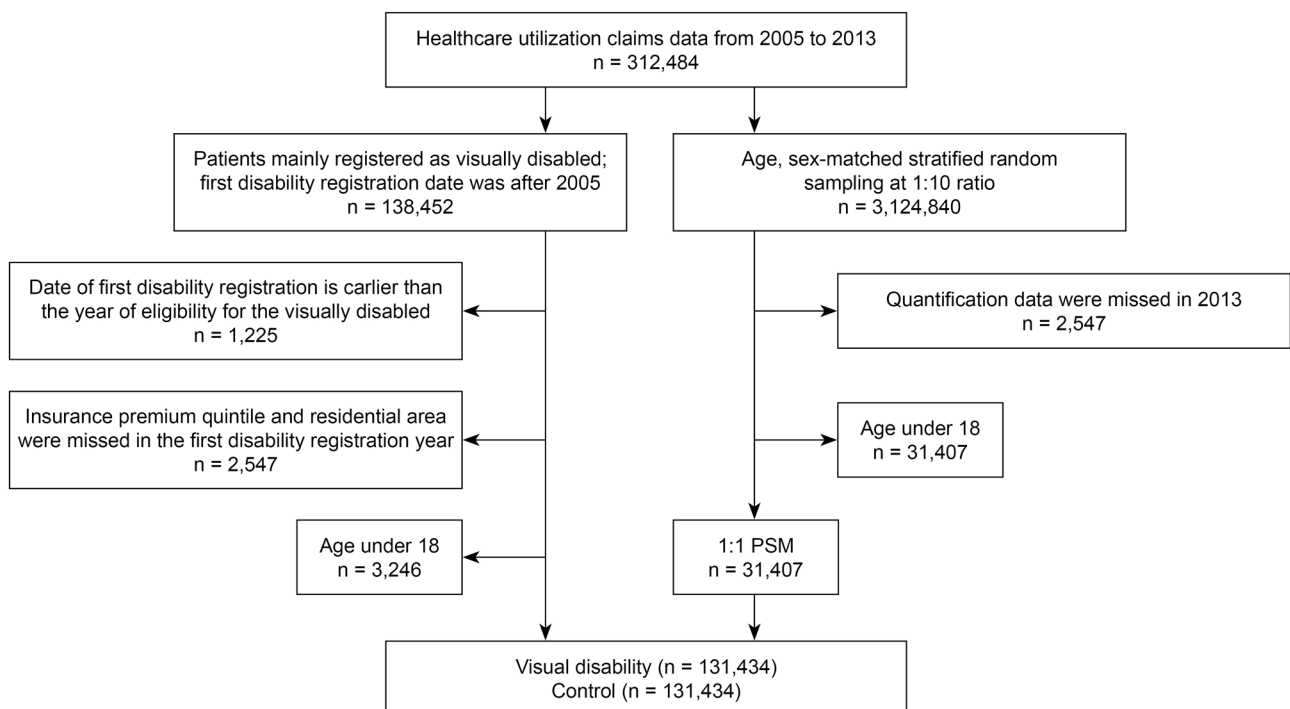 Healthcare utilization claims data from 2005 to 2013
n = 312,484
Patients mainly registered as visually disabled;
first disability registration date was after 2005
n = 138,452
Age, sex-matched stratified random
sampling at 1:10 ratio
n = 3,124,840
Date of first disability registration is carlier than
the year of eligibility for the visually disabled
n = 1,225
Quantification data were missed in 2013
n = 2,547
Insurance premium quintile and residential area
were missed in the first disability registration year
n = 2,547
Age under 18
n = 31,407
Age under 18
n = 3,246
1:1 PSM
n = 31,407
Visual disability (n = 131,434)
Control (n = 131,434)